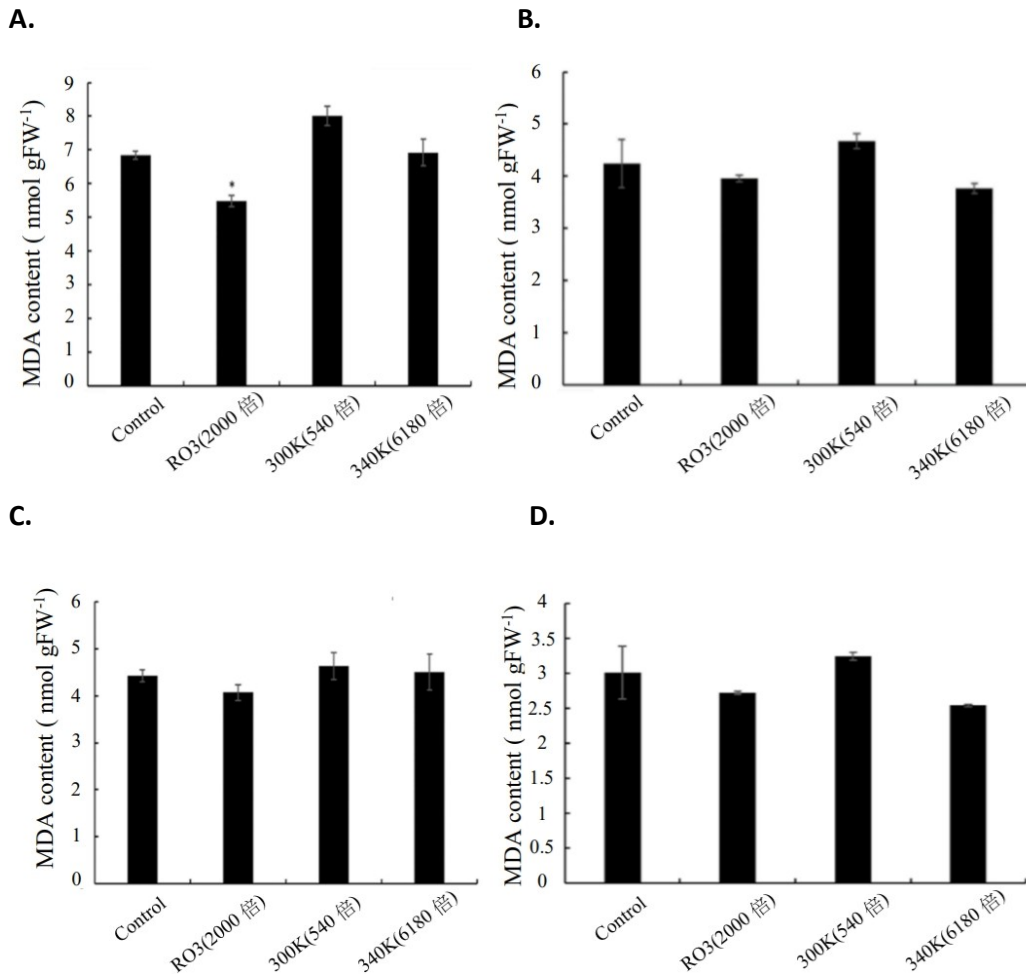 A.
MDA content ( nmol gFW-1)
9
8
7
6
5
4
3
2
1
0
*
Control
RO3(2000 倍)
300K(540 倍)
340K(6180 倍)
B.
MDA content ( nmol gFW-1)
6
5
4
3
2
1
0
Control
RO3(2000 倍)
300K(540 倍)
340K(6180 倍)
C.
MDA content ( nmol gFW-1)
6
5
4
3
2
1
0
Control
RO3(2000 倍)
300K(540 倍)
340K(6180 倍)
D.
MDA content ( nmol gFW-1)
4
3.5
3
2.5
2
1.5
1
0.5
0
Control
RO3(2000 倍)
300K(540 倍)
340K(6180 倍)